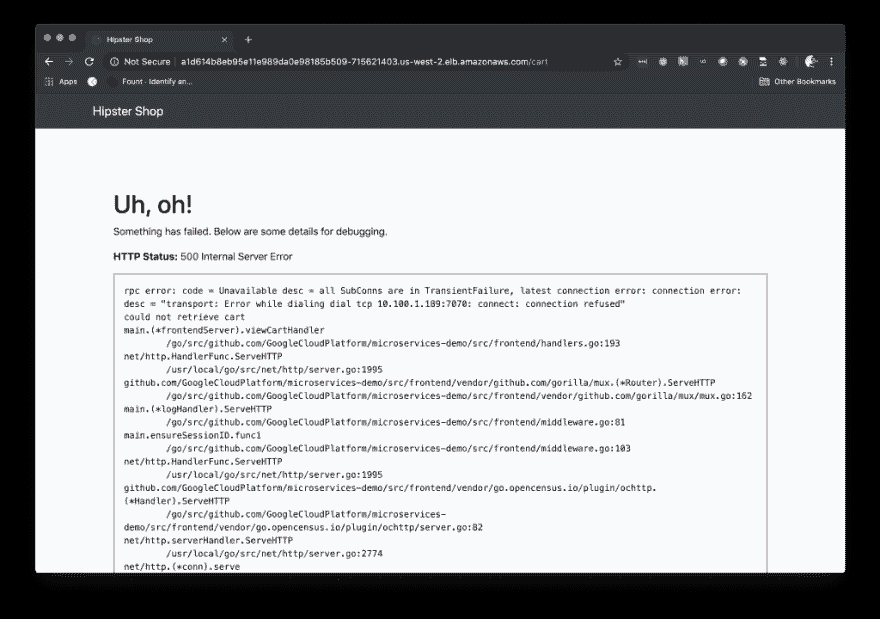 Hipster Shop
Not Secure a1d614b8eb95e11e989da0e98185b509-715621403.us-west-2.elb.amazonaws.com/cart
Apps Fount - Identify an... Other Bookmarks
Hipster Shop
Uh, oh!
Something has failed. Below are some details for debugging.
HTTP Status: 500 Internal Server Error
rpc error: code = Unavailable desc = all SubConns are in TransientFailure, latest connection error: connection error:
desc = "transport: Error while dialing dial tcp 10.100.1.189:7070: connect: connection refused"
could not retrieve cart
main.(*frontendServer).viewCartHandler
/go/src/github.com/GoogleCloudPlatform/microservices-demo/src/frontend/handlers.go:193
net/http.HandlerFunc.ServeHTTP
/usr/local/go/src/net/http/server.go:1995
github.com/GoogleCloudPlatform/microservices-demo/src/frontend/vendor/github.com/gorilla/mux.(*Router).ServeHTTP
/go/src/github.com/GoogleCloudPlatform/microservices-demo/src/frontend/vendor/github.com/gorilla/mux/mux.go:162
main.(*logHandler).ServeHTTP
/go/src/github.com/GoogleCloudPlatform/microservices-demo/src/frontend/middleware.go:81
main.ensureSessionID.func1
/go/src/github.com/GoogleCloudPlatform/microservices-demo/src/frontend/middleware.go:103
net/http.HandlerFunc.ServeHTTP
/usr/local/go/src/net/http/server.go:1995
github.com/GoogleCloudPlatform/microservices-demo/src/frontend/vendor/go.opencensus.io/plugin/ochttp.
(*Handler).ServeHTTP
/go/src/github.com/GoogleCloudPlatform/microservices-
demo/src/frontend/vendor/go.opencensus.io/plugin/ochttp/server.go:82
net/http.serverHandler.ServeHTTP
/usr/local/go/src/net/http/server.go:2774
net/http.(*conn).serve